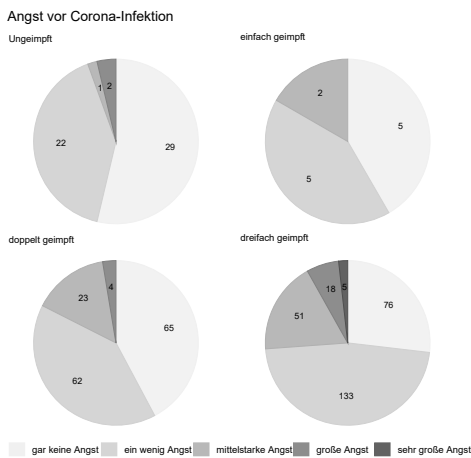 Angst vor Corona-Infektion
Ungeimpft
1
2
22
29
einfach geimpft
2
5
5
doppelt geimpft
4
23
65
62
dreifach geimpft
18
5
76
51
133
gar keine Angst
ein wenig Angst
mittelstarke Angst
große Angst
sehr große Angst